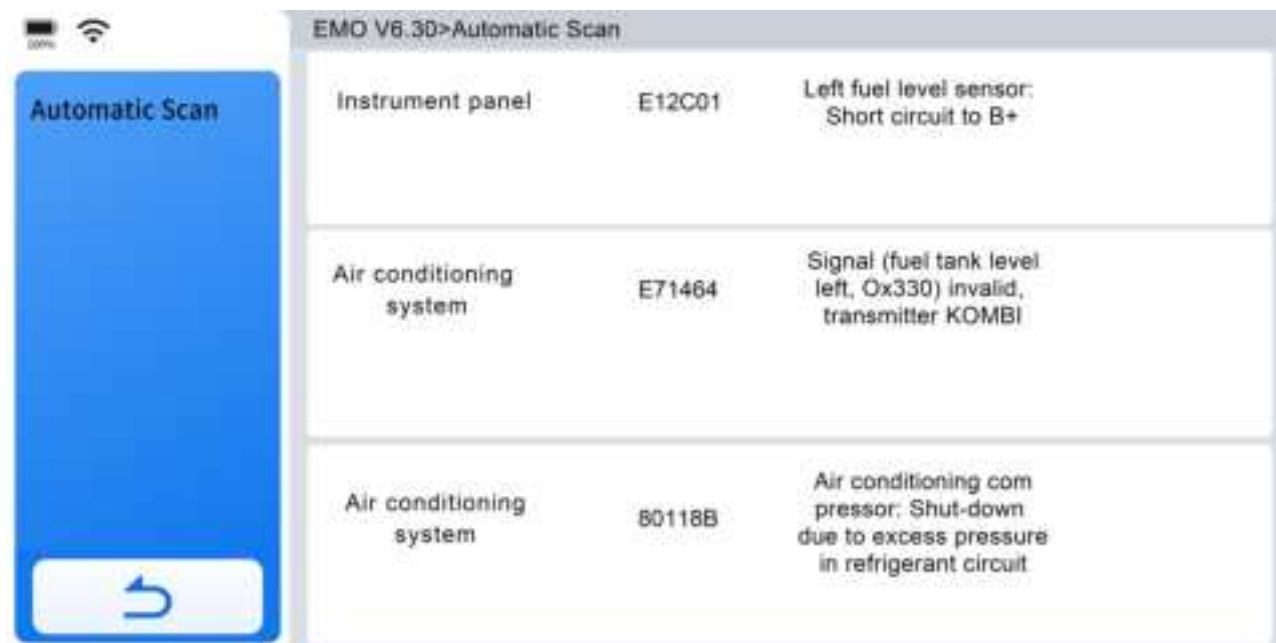 EMO V6.30>Automatic Scan
Automatic Scan
Instrument panel
E12C01
Left fuel level sensor:
Short circuit to B+
Air conditioning
system
E71464
Signal (fuel tank level
left, Ox330) invalid,
transmitter KOMBI
Air conditioning
system
80118B
Air conditioning com
pressor: Shut-down
due to excess pressure
in refrigerant circuit